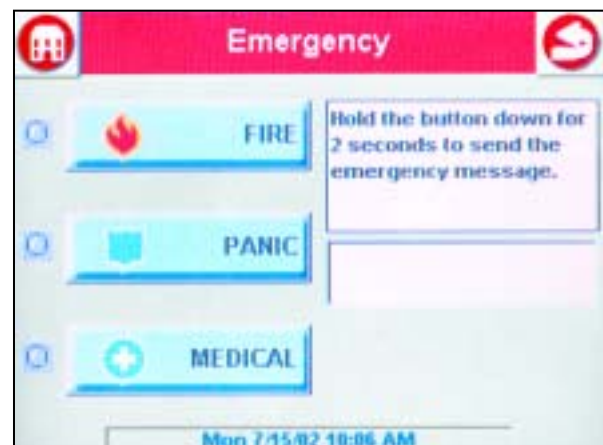 Emergency
FIRE
Hold the button down for
2 seconds to send the
emergency message.
PANIC
MEDICAL
Mon 7/15/02 10:06 AM